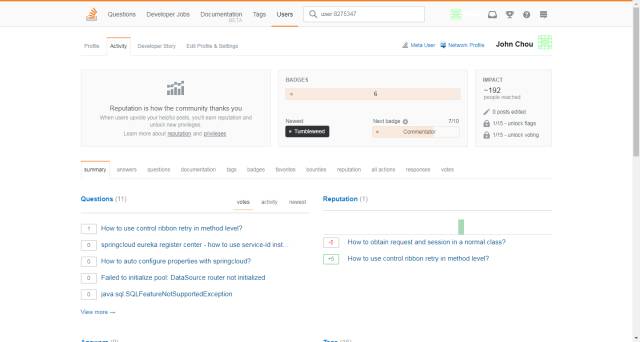 Questions Developer Jobs Documentation BETA Tags Users user:8275347
Profile Activity Developer Story Edit Profile & Settings Meta User Network Profile John Chou
Reputation is how the community thanks you
When users upvote your helpful posts, you'll earn reputation and
unlock new privileges.
Learn more about reputation and privileges
BADGES
6
Newest Next badge 7/10
Tumbleweed Commentator
IMPACT
~192
people reached
0 posts edited
1/15 - unlock flags
1/15 - unlock voting
summary answers questions documentation tags badges favorites bounties reputation all actions responses votes
Questions (11) votes activity newest
1 How to use control ribbon retry in method level?
0 springcloud eureka register center - how to use service-id inst...
0 How to auto configure properties with springcloud?
0 Failed to initialize pool: DataSource router not initialized
0 java.sql.SQLFeatureNotSupportedException
View more →
Reputation (1)
How to obtain request and session in a normal class?
+5 How to use control ribbon retry in method level?